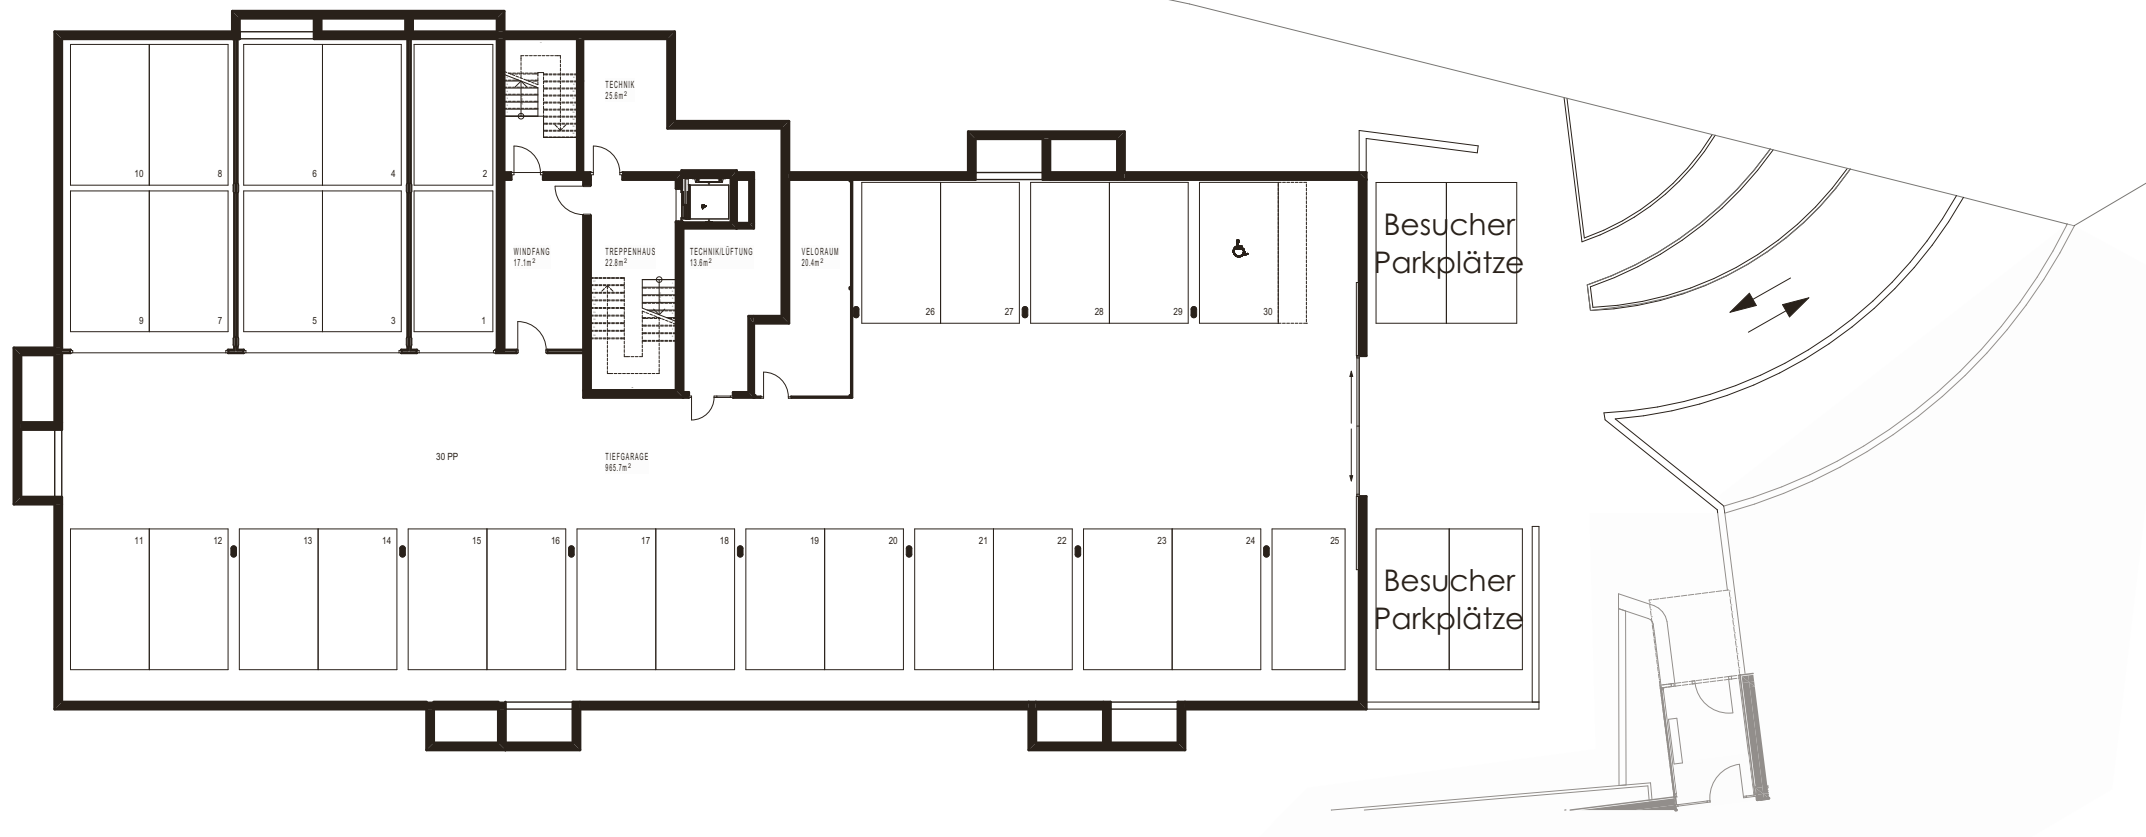 TECHNIK
25.6m²
10 8 6 4 2
WINDFANG
17.1m²
TREPPENHAUS
22.8m²
TECHNIK/LÜFTUNG
13.6m²
VELORAUM
20.4m²
Besucher
Parkplätze
9 7 5 3 1
26 27 28 29 30
30 PP
TIEFGARAGE
965.7m²
11 12 13 14 15 16 17 18 19 20 21 22 23 24 25
Besucher
Parkplätze